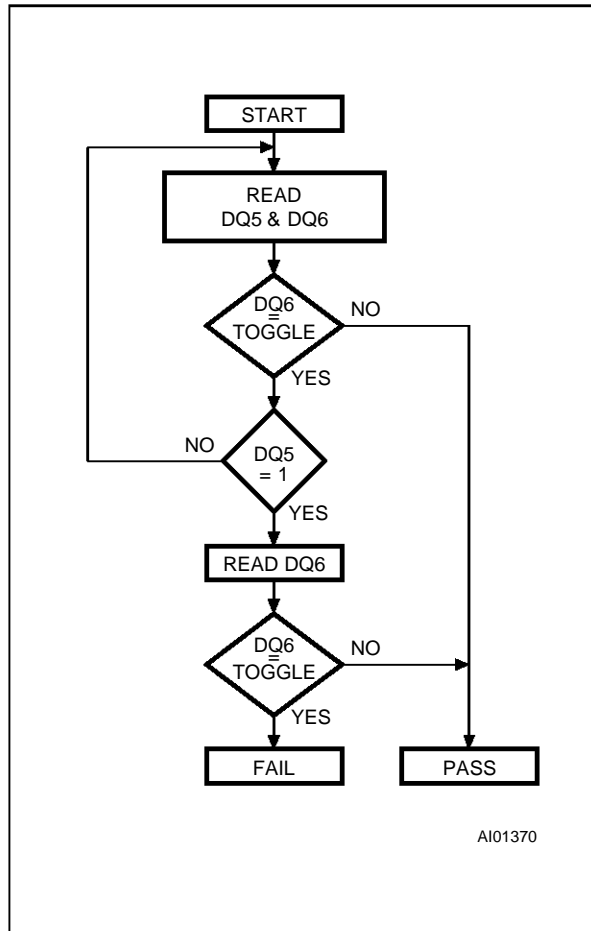 START
READ
DQ5 & DQ6
DQ6
=
TOGGLE
NO
YES
NO
DQ5
= 1
YES
READ DQ6
DQ6
=
TOGGLE
NO
YES
FAIL
PASS
AI01370